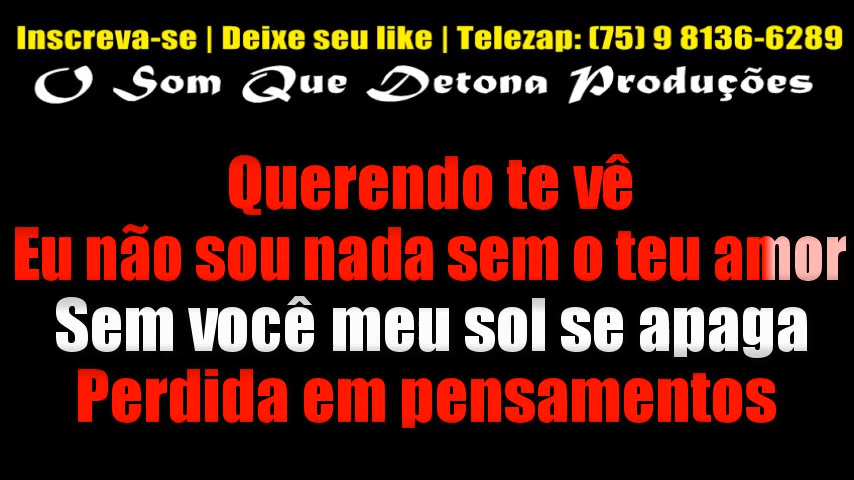 Inscreva-se | Deixe seu like | Telezap: (75) 9 8136-6289
O Som Que Detona Produções
Querendo te vê
Eu não sou nada sem o teu amor
Sem você meu sol se apaga
Perdida em pensamentos